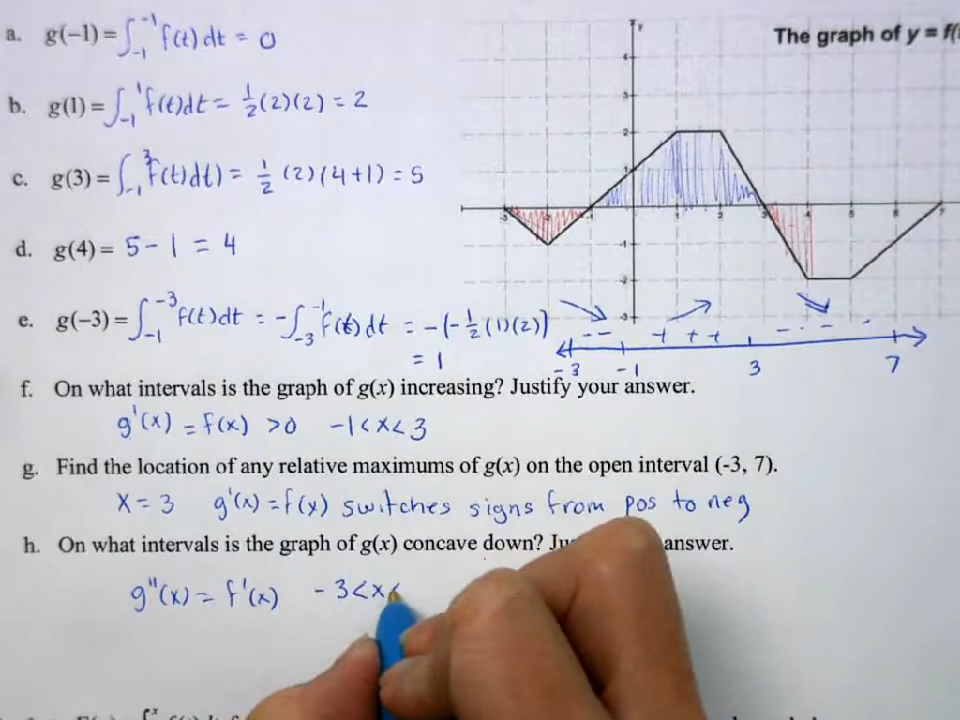 a. g(−1) = ∫₋₁⁻¹ f(t) dt = 0
The graph of y = f(
b. g(1) = ∫₋₁¹ f(t)dt = ½(2)(2) = 2
c. g(3) = ∫₋₁³ f(t)dt) = ½ (2)(4+1) = 5
d. g(4) = 5 − 1 = 4
e. g(−3) = ∫₋₁⁻³ f(t)dt = −∫₋₃⁻¹ f(t)dt = −(−½(1)(2)]
= 1
-3 -1 3 7
f. On what intervals is the graph of g(x) increasing? Justify your answer.
g'(x) = f(x) >0 -1<x<3
g. Find the location of any relative maximums of g(x) on the open interval (-3, 7).
x = 3 g'(x) = f(x) switches signs from pos to neg
h. On what intervals is the graph of g(x) concave down? answer.
g"(x) = f'(x) -3<x<